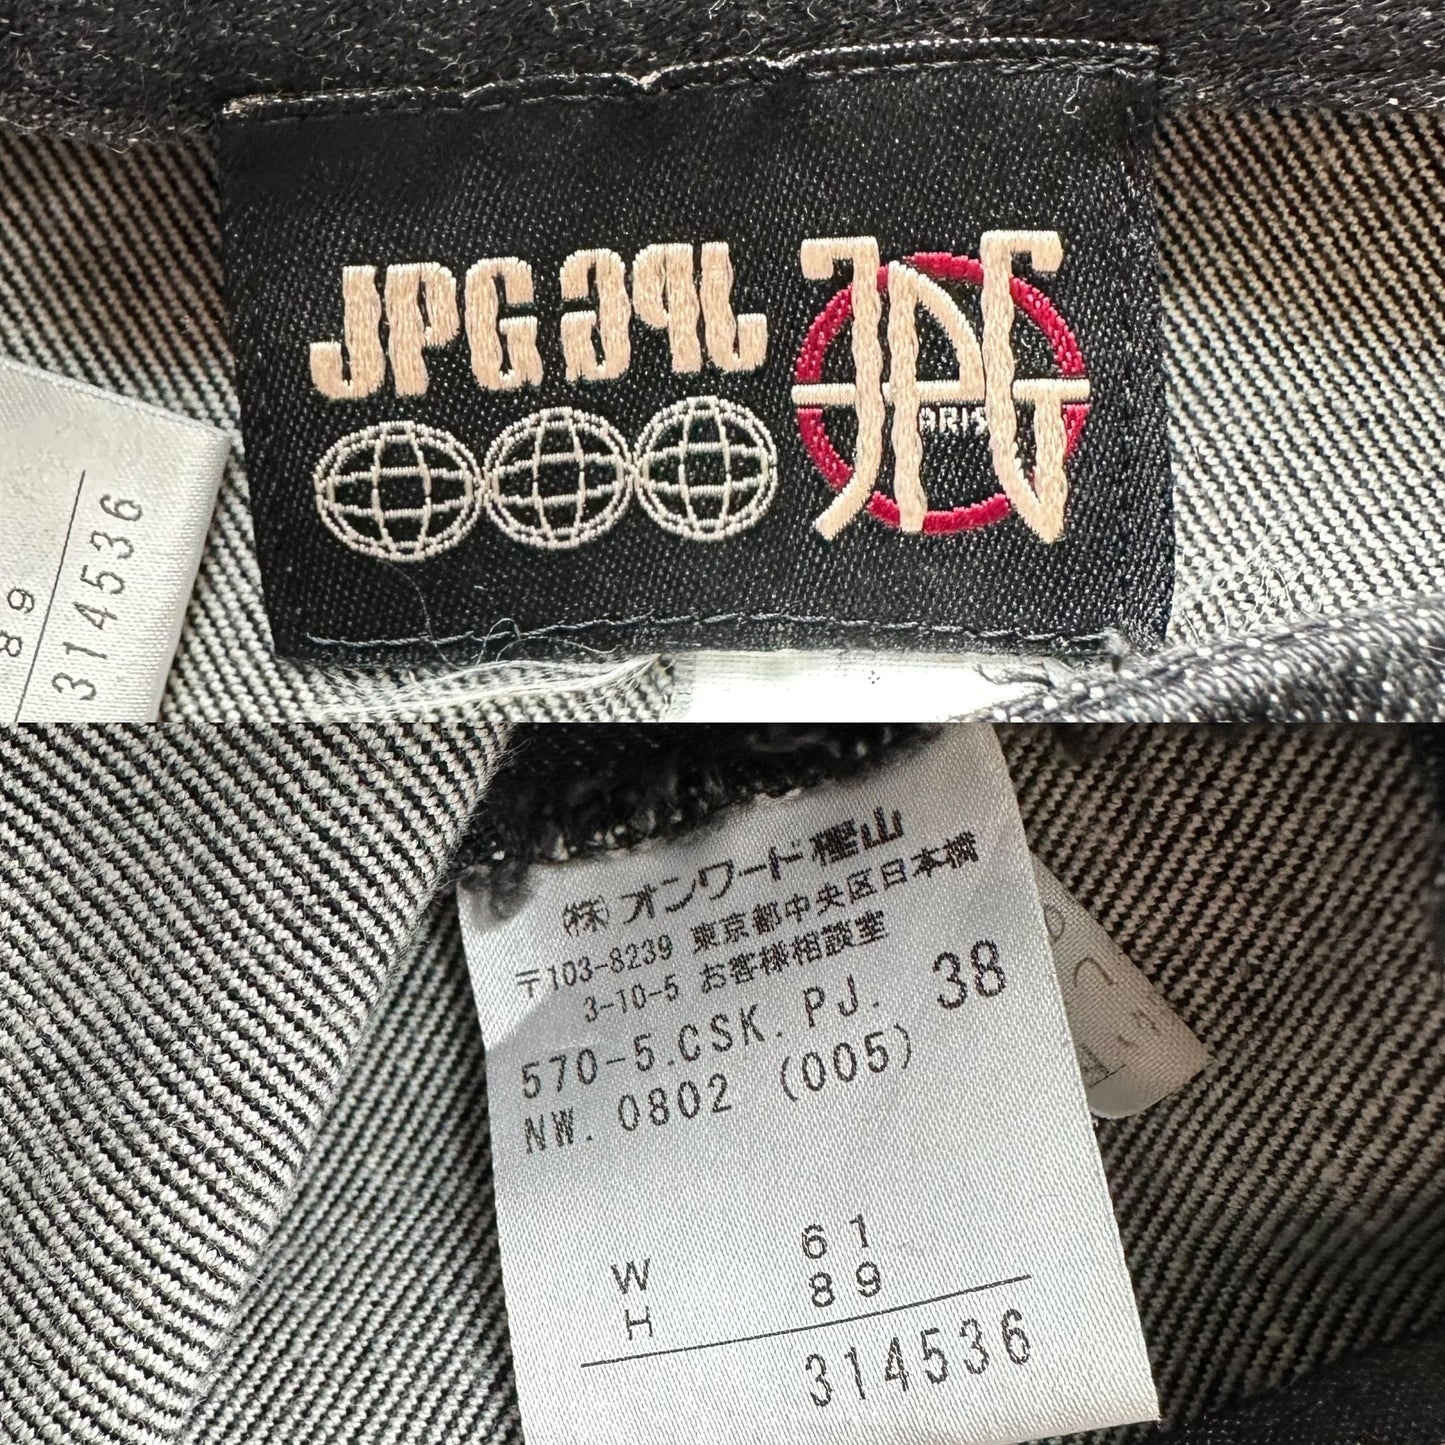 JPG JPG
JPG
PARIS
89
314536
㈱オンワード樫山
〒103-8239 東京都中央区日本橋
3-10-5 お客様相談室
570-5.CSK.PJ. 38
NW. 0802 (005)
W 61
H 89
314536